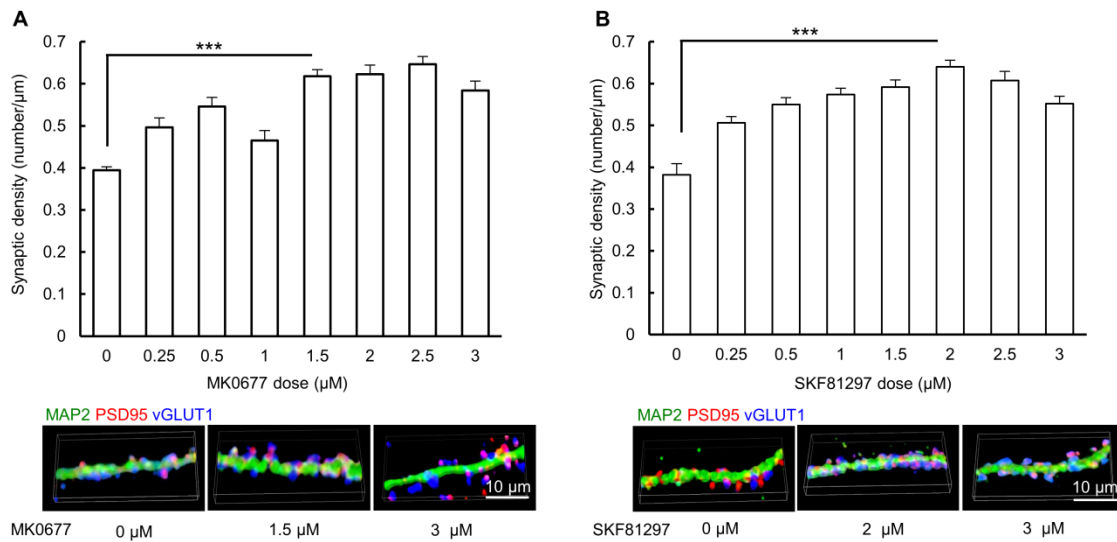 A
Synaptic density (number/µm)
0.7
0.6
0.5
0.4
0.3
0.2
0.1
0
***
0 0.25 0.5 1 1.5 2 2.5 3
MK0677 dose (µM)
MAP2 PSD95 vGLUT1
10 µm
MK0677 0 µM 1.5 µM 3 µM
B
Synaptic density (number/µm)
0.7
0.6
0.5
0.4
0.3
0.2
0.1
0
***
0 0.25 0.5 1 1.5 2 2.5 3
SKF81297 dose (µM)
MAP2 PSD95 vGLUT1
10 µm
SKF81297 0 µM 2 µM 3 µM